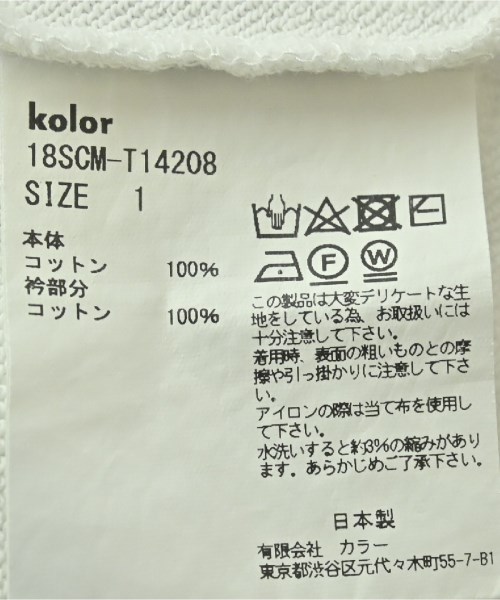 kolor
18SCM-T14208
SIZE 1
本体
コットン 100%
衿部分
コットン 100%
F W
この製品は大変デリケートな生
地をしている為、お取扱いには
十分注意して下さい。
着用時、表面の粗いものとの摩
擦や引っ掛かりに注意して下さ
い。
アイロンの際は当て布を使用し
て下さい。
水洗いすると約3%の縮みがあり
ます。あらかじめご了承下さい。
日本製
有限会社 カラー
東京都渋谷区元代々木町55-7-B1